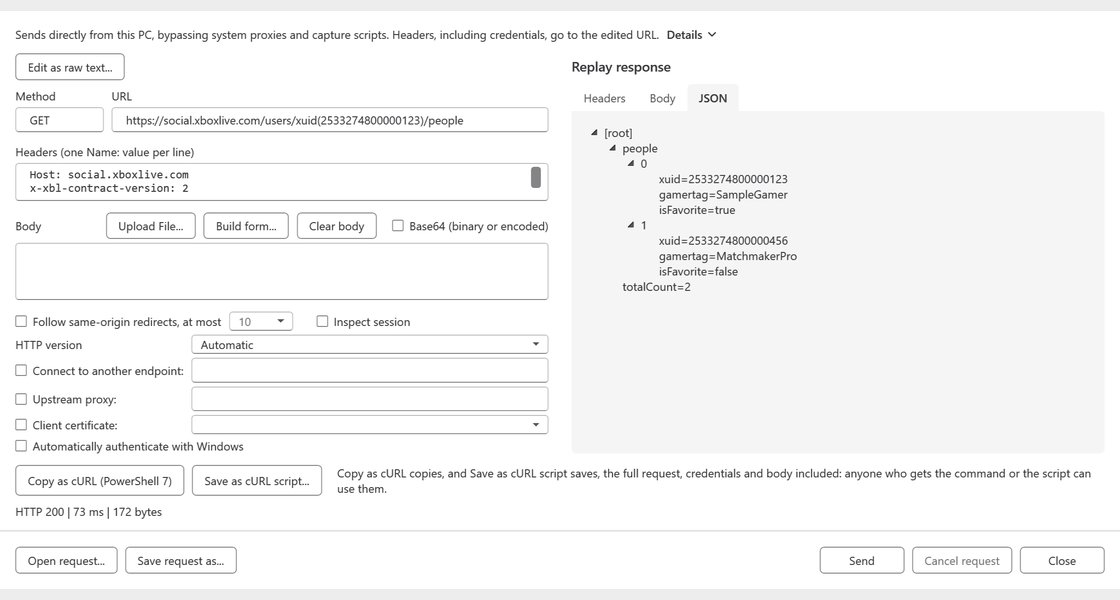 Sends directly from this PC, bypassing system proxies and capture scripts. Headers, including credentials, go to the edited URL. Details
Edit as raw text...
Method
URL
GET
https://social.xboxlive.com/users/xuid(2533274800000123)/people
Headers (one Name: value per line)
Host: social.xboxlive.com
x-xbl-contract-version: 2
Body
Upload File...
Build form...
Clear body
Base64 (binary or encoded)
Follow same-origin redirects, at most
10
Inspect session
HTTP version
Automatic
Connect to another endpoint:
Upstream proxy:
Client certificate:
Automatically authenticate with Windows
Replay response
Headers
Body
JSON
[root]
people
0
xuid=2533274800000123
gamertag=SampleGamer
isFavorite=true
1
xuid=2533274800000456
gamertag=MatchmakerPro
isFavorite=false
totalCount=2
Copy as cURL (PowerShell 7)
Save as cURL script...
Copy as cURL copies, and Save as cURL script saves, the full request, credentials and body included: anyone who gets the command or the script can
use them.
HTTP 200 | 73 ms | 172 bytes
Open request...
Save request as...
Send
Cancel request
Close